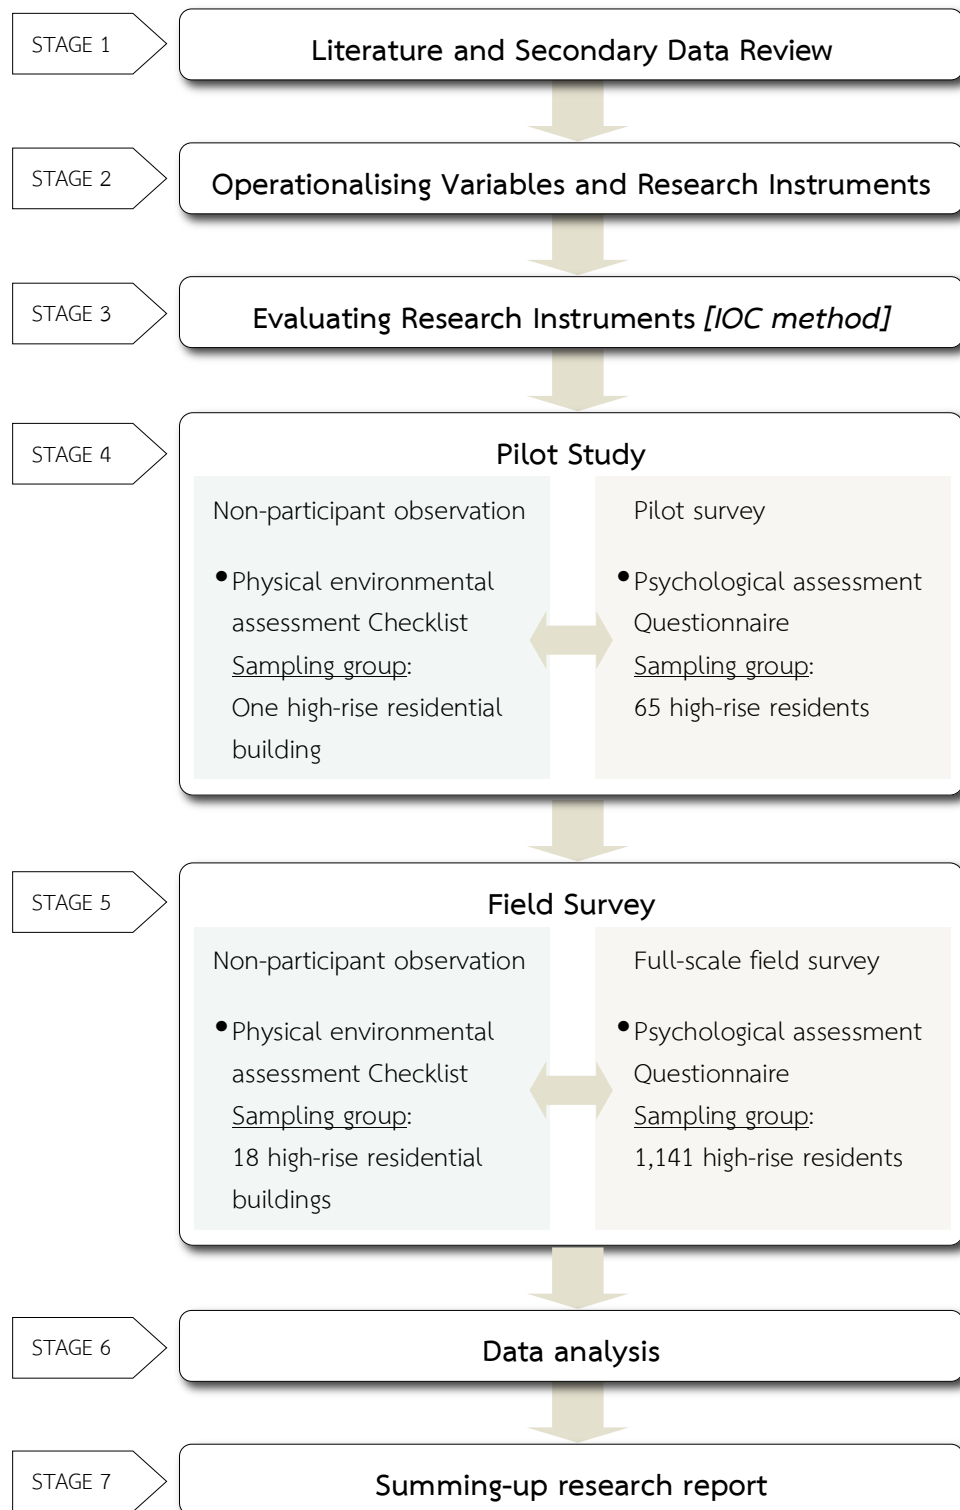 STAGE 1
Literature and Secondary Data Review
STAGE 2
Operationalising Variables and Research Instruments
STAGE 3
Evaluating Research Instruments [IOC method]
STAGE 4
Pilot Study
Non-participant observation
• Physical environmental
assessment Checklist
Sampling group:
One high-rise residential
building
Pilot survey
• Psychological assessment
Questionnaire
Sampling group:
65 high-rise residents
STAGE 5
Field Survey
Non-participant observation
• Physical environmental
assessment Checklist
Sampling group:
18 high-rise residential
buildings
Full-scale field survey
• Psychological assessment
Questionnaire
Sampling group:
1,141 high-rise residents
STAGE 6
Data analysis
STAGE 7
Summing-up research report